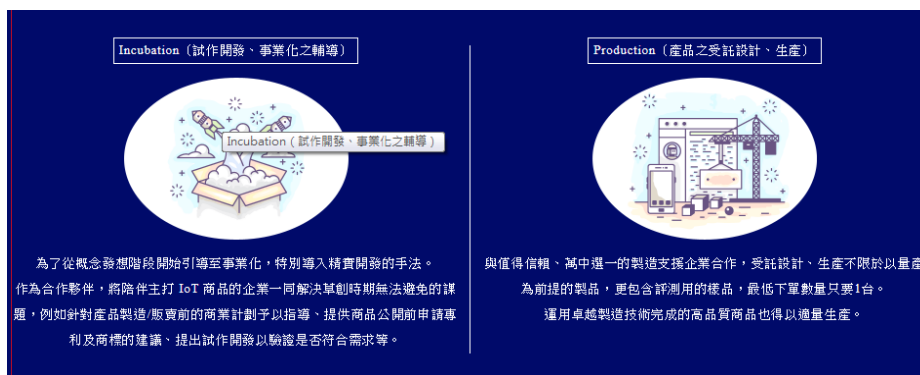 Incubation（試作開發、事業化之輔導）
Incubation（試作開發、事業化之輔導）
為了從概念發想階段開始引導至事業化，特別導入精實開發的手法。
作為合作夥伴，將陪伴主打 IoT 商品的企業一同解決草創時期無法避免的課
題，例如針對產品製造/販賣前的商業計劃予以指導、提供商品公開前申請專
利及商標的建議、提出試作開發以驗證是否符合需求等。
Production（產品之受託設計、生產）
與值得信賴、萬中選一的製造支援企業合作，受託設計、生產不限於以量產
為前提的製品，更包含評測用的樣品，最低下單數量只要1台。
運用卓越製造技術完成的高品質商品也得以適量生產。